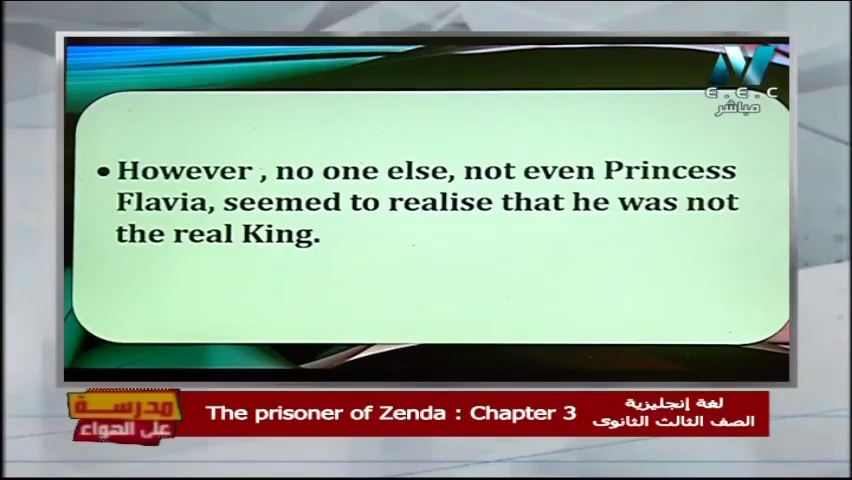 e.e.c
مباشر
• However , no one else, not even Princess
Flavia, seemed to realise that he was not
the real King.
مدرسة
على الهواء
The prisoner of Zenda : Chapter 3
لغة إنجليزية
الصف الثالث الثانوى